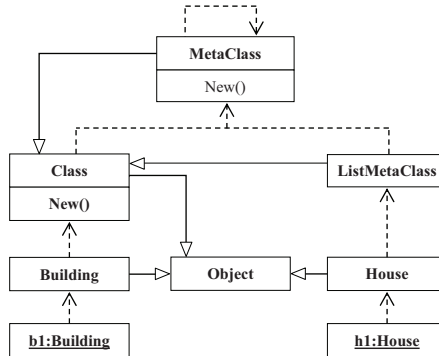 MetaClass
New()
Class
ListMetaClass
New()
Building
Object
House
b1:Building
h1:House